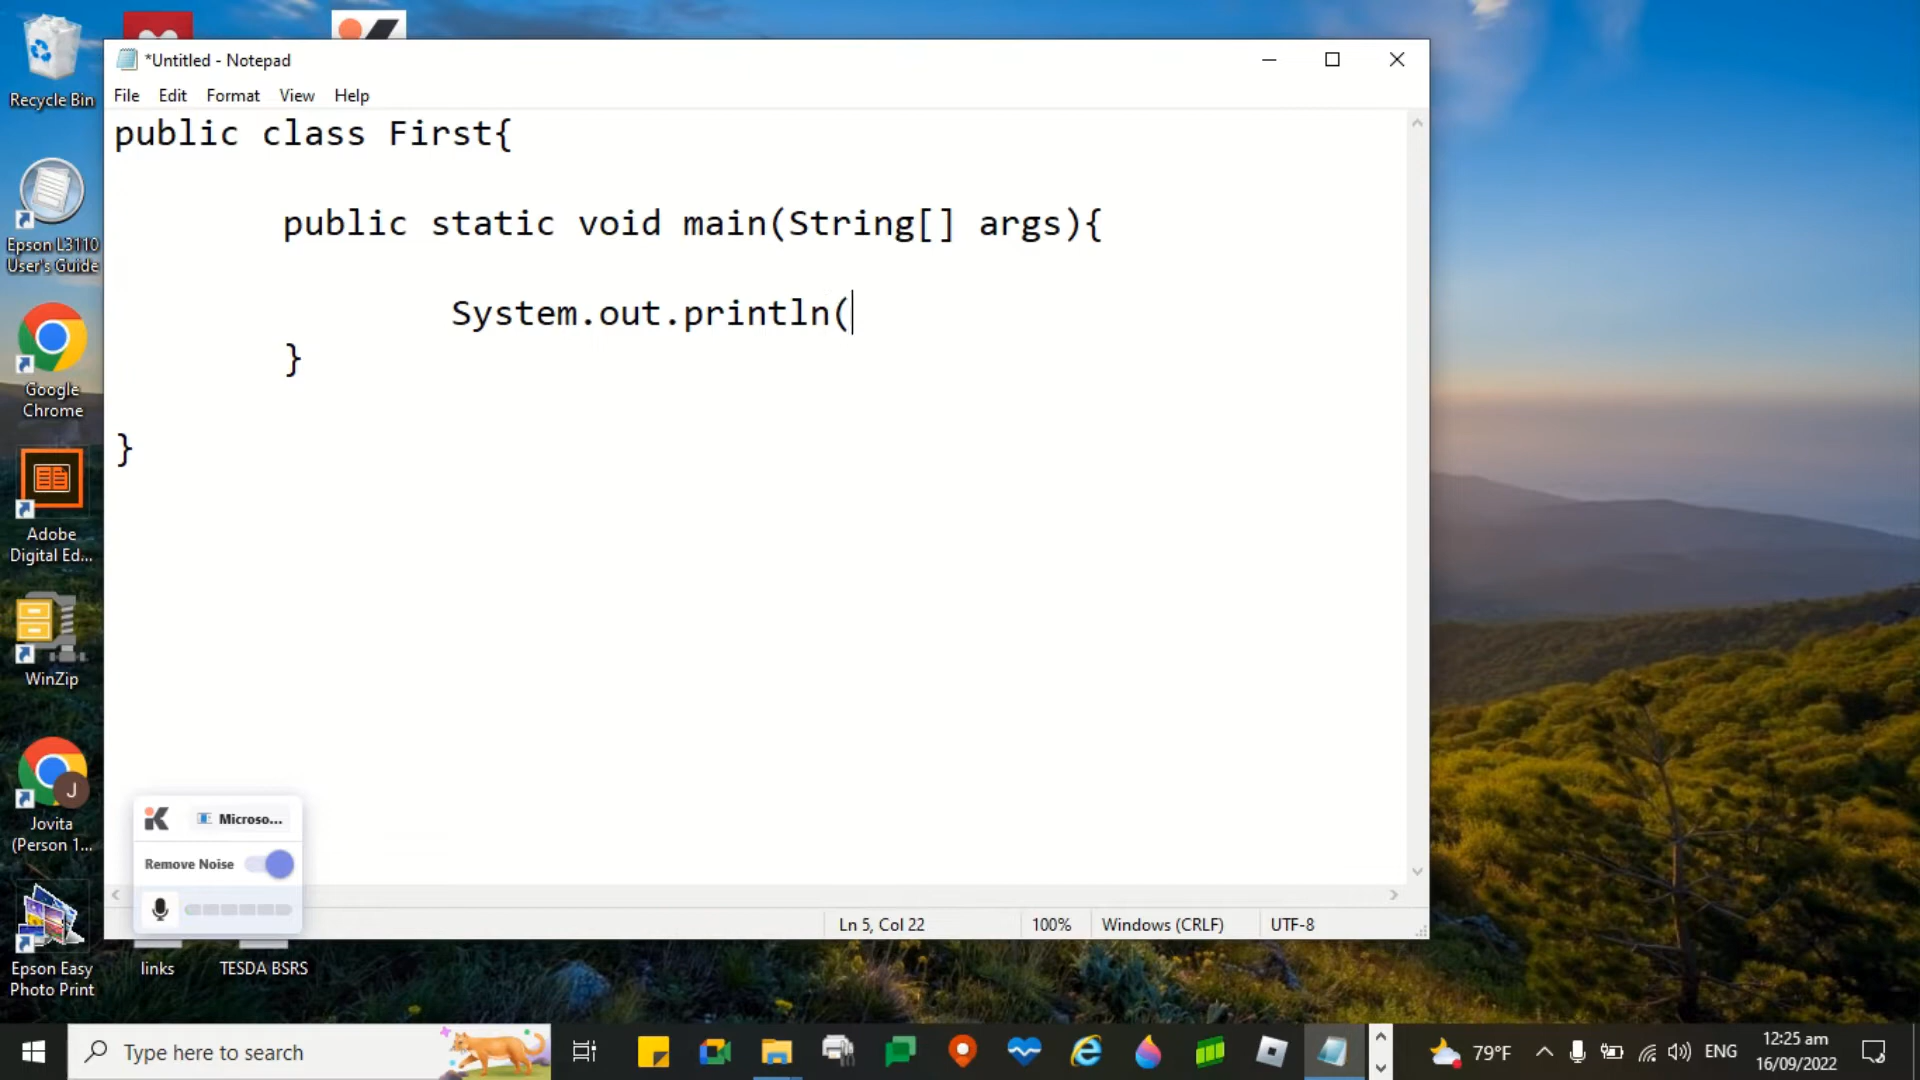 Recycle Bin
Epson L3110
User's Guide
Google
Chrome
Adobe
Digital Ed...
WinZip
J
Jovita
(Person 1...
Epson Easy
Photo Print
links
TESDA BSRS
*Untitled - Notepad
File Edit Format View Help
public class First{
public static void main(String[] args){
System.out.println(
}
}
Microso...
Remove Noise
Ln 5, Col 22
100%
Windows (CRLF)
UTF-8
Type here to search
79°F
ENG
12:25 am
16/09/2022